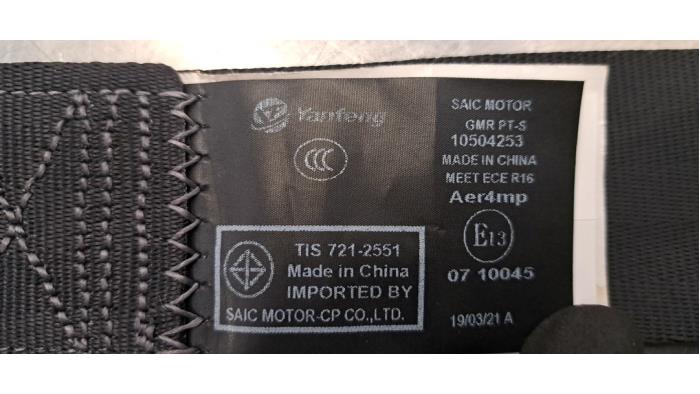 Yanfeng
CCC
TIS 721-2551
Made in China
IMPORTED BY
SAIC MOTOR-CP CO.,LTD.
SAIC MOTOR
GMR PT-S
10504253
MADE IN CHINA
MEET ECE R16
Aer4mp
E13
07 10045
19/03/21 A